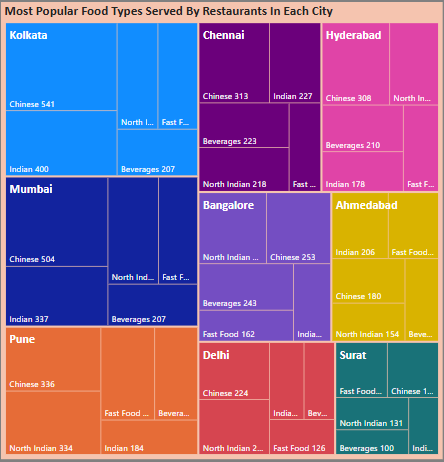 Most Popular Food Types Served By Restaurants In Each City
Kolkata
Chinese 541
Indian 400
North I...
Fast F...
Beverages 207
Chennai
Chinese 313
Indian 227
Beverages 223
North Indian 218
Fast ...
Hyderabad
Chinese 308
North In...
Beverages 210
Indian 178
Fast F...
Mumbai
Chinese 504
Indian 337
North Ind...
Fast F...
Beverages 207
Bangalore
North Indian ...
Chinese 253
Beverages 243
Fast Food 162
India...
Ahmedabad
Indian 206
Fast Food...
Chinese 180
North Indian 154
Beve...
Pune
Chinese 336
North Indian 334
Fast Food ...
Bevera...
Indian 184
Delhi
Chinese 224
North Indian 2...
India...
Bev...
Fast Food 126
Surat
Fast Food...
Chinese 1...
North Indian 131
Beverages 100
Indi...